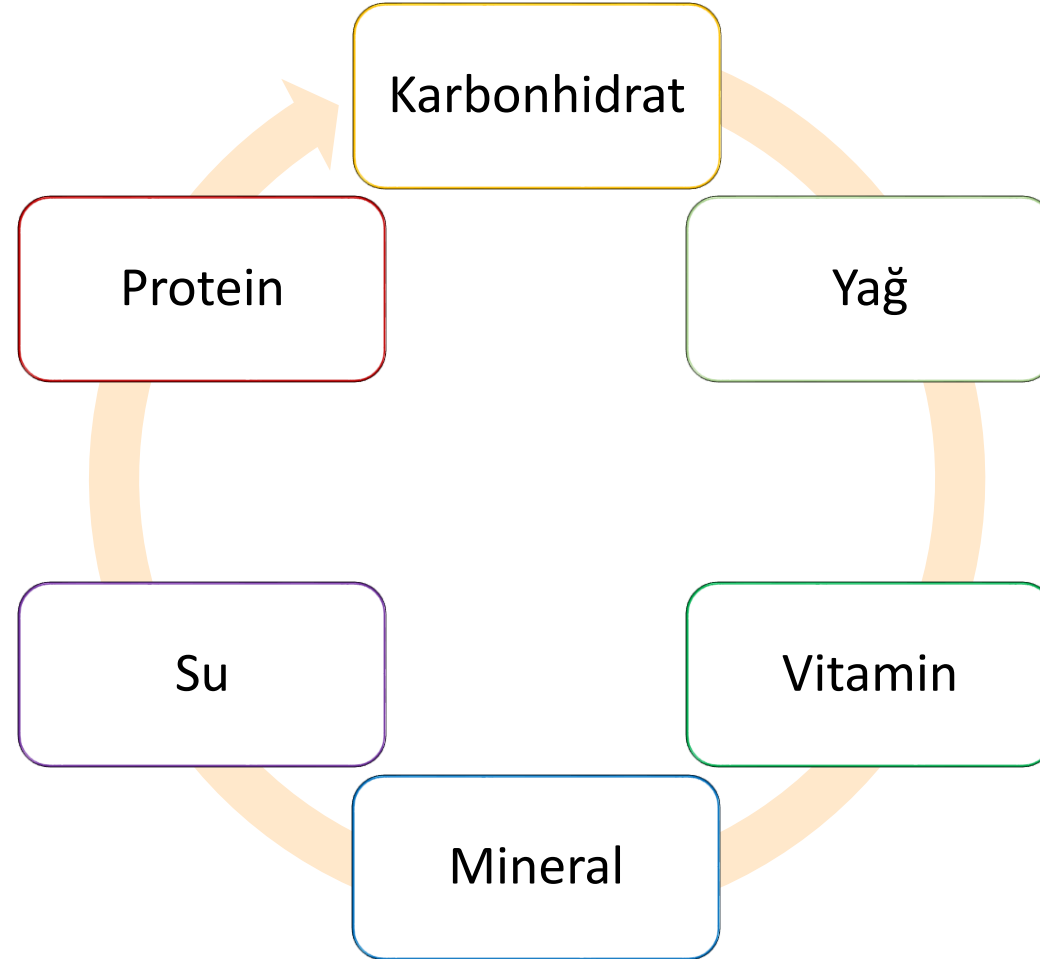 Karbonhidrat
Yağ
Vitamin
Mineral
Su
Protein